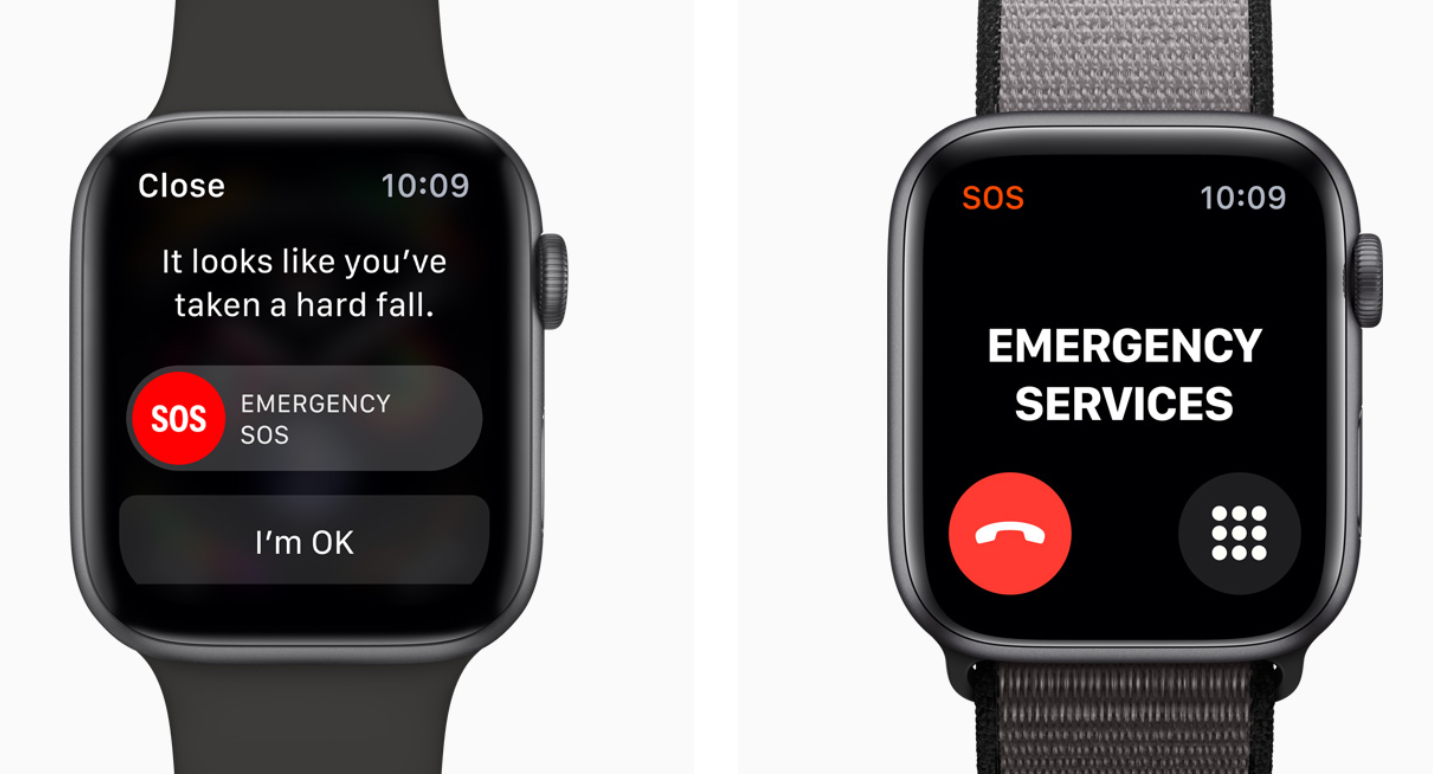 Close
10:09
It looks like you've
taken a hard fall.
SOS
EMERGENCY
SOS
I'm OK
SOS
10:09
EMERGENCY
SERVICES